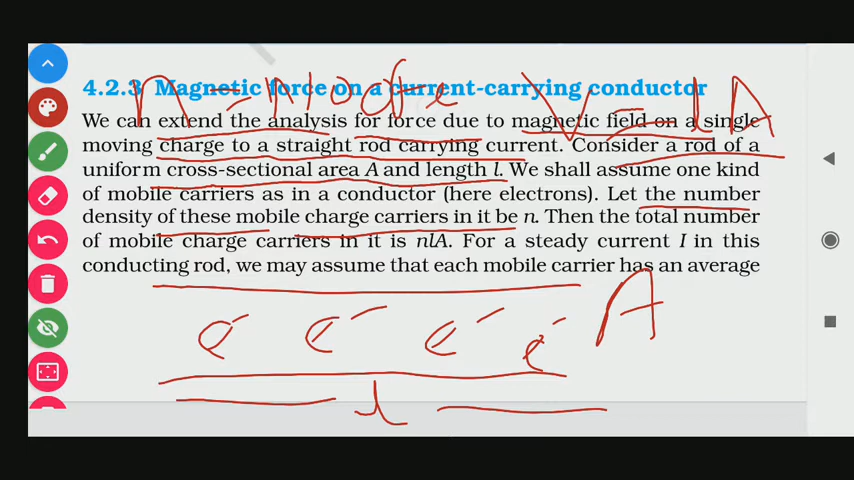 4.2.3 Magnetic force on a current-carrying conductor
n = no of e V = lA
We can extend the analysis for force due to magnetic field on a single
moving charge to a straight rod carrying current. Consider a rod of a
uniform cross-sectional area A and length l. We shall assume one kind
of mobile carriers as in a conductor (here electrons). Let the number
density of these mobile charge carriers in it be n. Then the total number
of mobile charge carriers in it is nlA. For a steady current I in this
conducting rod, we may assume that each mobile carrier has an average
e⁻ e⁻ e⁻ e⁻ A
l